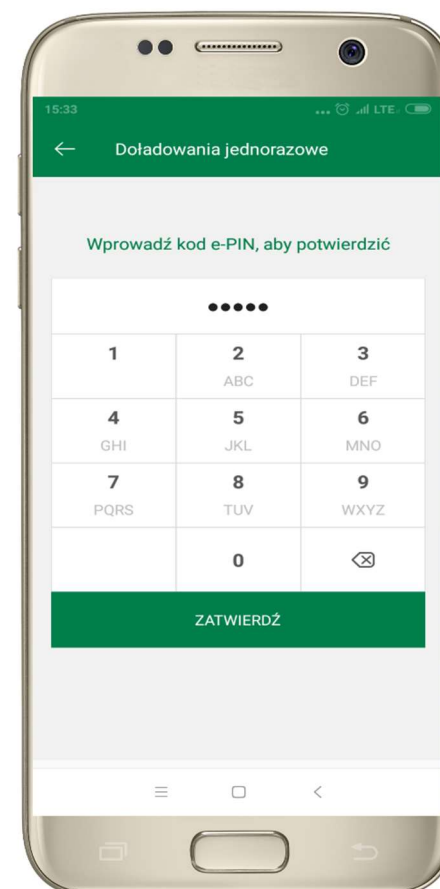 15:33 ... LTE
Doładowania jednorazowe
Wprowadź kod e-PIN, aby potwierdzić
•••••
1 2 3
ABC DEF
4 5 6
GHI JKL MNO
7 8 9
PQRS TUV WXYZ
0
ZATWIERDŹ